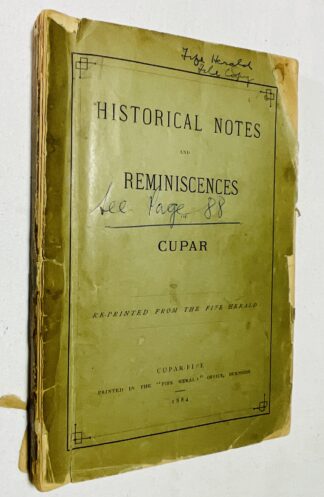 Fife Herald
File Copy
HISTORICAL NOTES
AND
REMINISCENCES
See Page 88
OF
CUPAR
RE-PRINTED FROM THE FIFE HERALD
CUPAR-FIFE
PRINTED IN THE "FIFE HERALD" OFFICE, BURNSIDE
1884